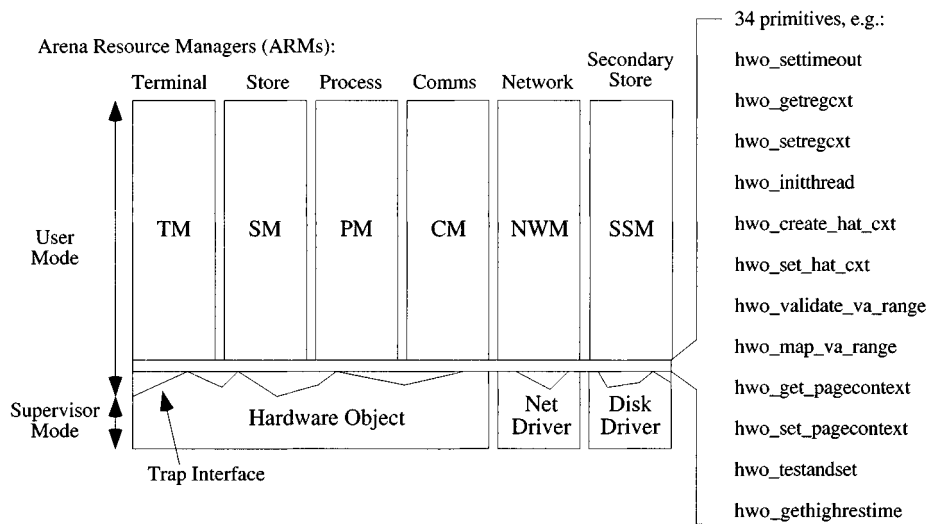 Arena Resource Managers (ARMs):
Terminal
Store
Process
Comms
Network
Secondary
Store
TM
SM
PM
CM
NWM
SSM
User
Mode
Supervisor
Mode
Hardware Object
Net
Driver
Disk
Driver
Trap Interface
34 primitives, e.g.:
hwo_settimeout
hwo_getregcxt
hwo_setregcxt
hwo_initthread
hwo_create_hat_cxt
hwo_set_hat_cxt
hwo_validate_va_range
hwo_map_va_range
hwo_get_pagecontext
hwo_set_pagecontext
hwo_testandset
hwo_gethighrestime